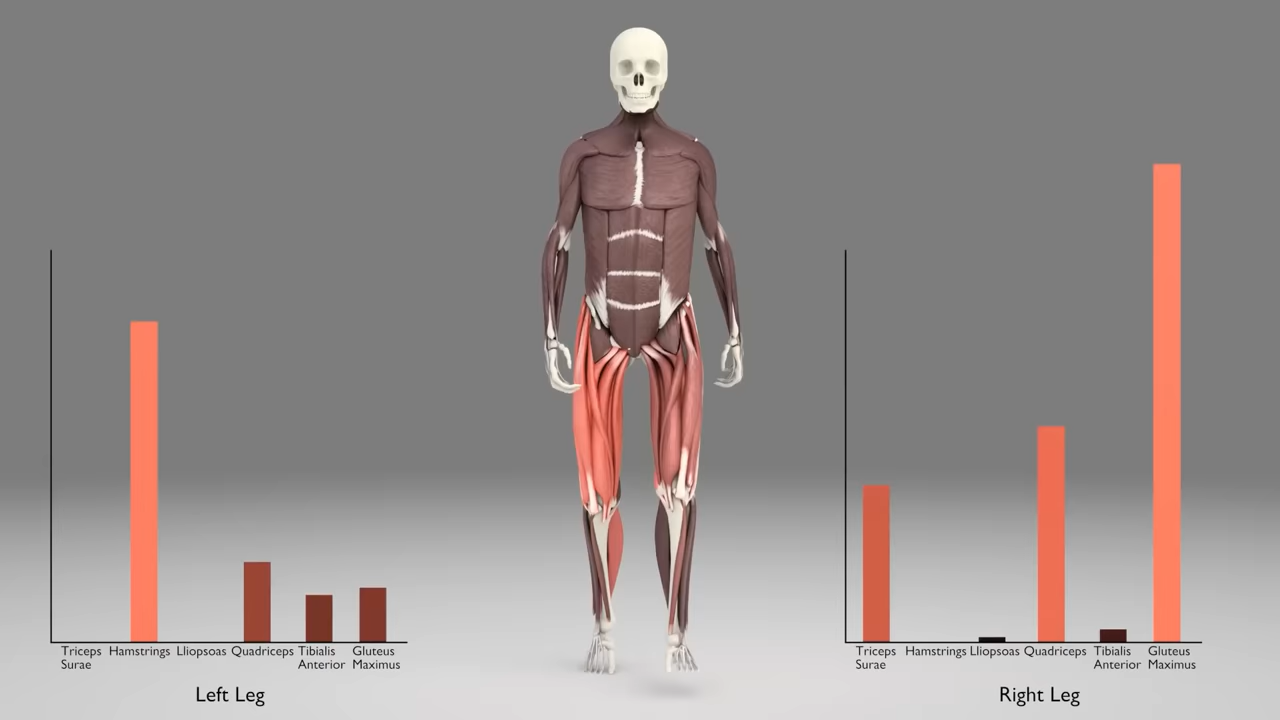 Triceps Surae
Hamstrings
Lliopsoas
Quadriceps
Tibialis Anterior
Gluteus Maximus
Left Leg
Triceps Surae
Hamstrings
Lliopsoas
Quadriceps
Tibialis Anterior
Gluteus Maximus
Right Leg